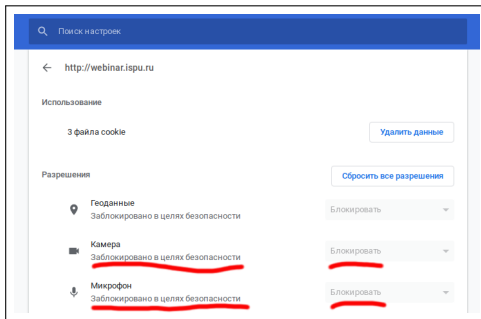 Поиск настроек
http://webinar.ispu.ru
Использование
3 файла cookie
Удалить данные
Разрешения
Сбросить все разрешения
Геоданные
Заблокировано в целях безопасности
Блокировать
Камера
Заблокировано в целях безопасности
Блокировать
Микрофон
Заблокировано в целях безопасности
Блокировать